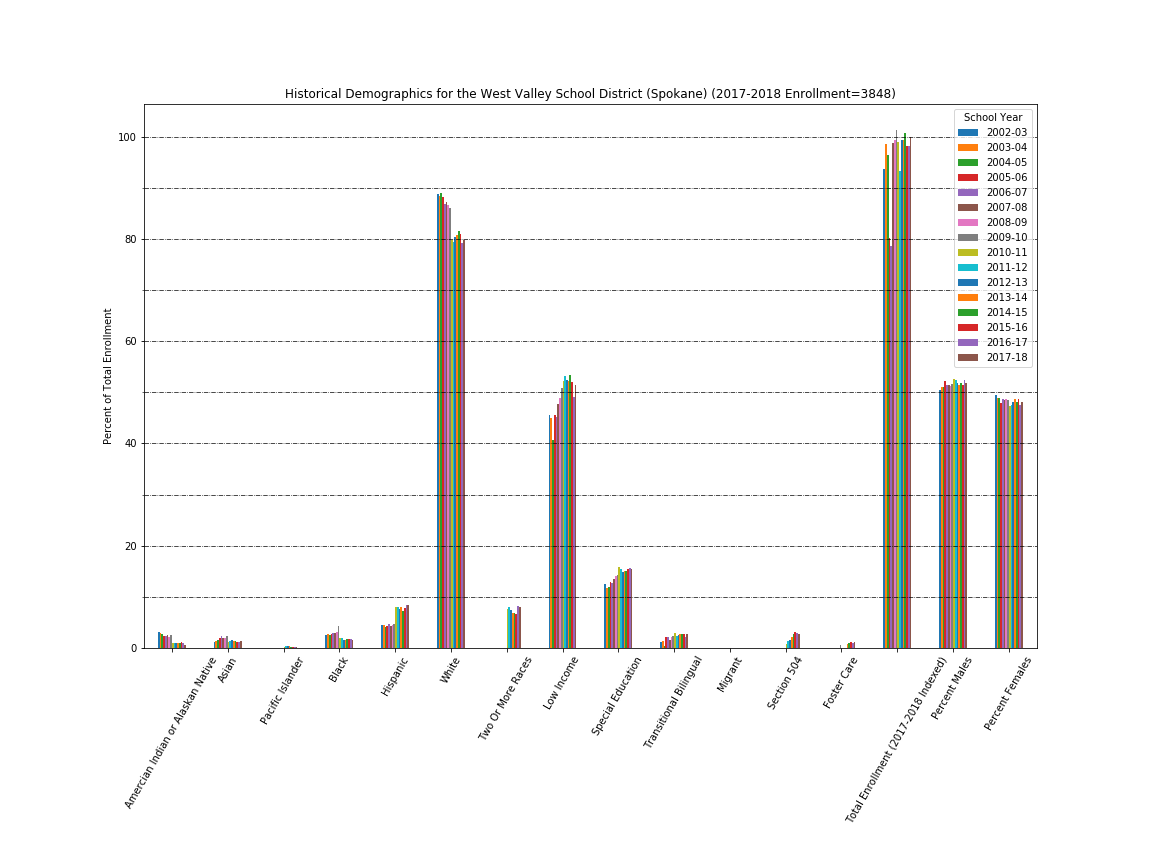 Historical Demographics for the West Valley School District (Spokane) (2017-2018 Enrollment=3848)
Percent of Total Enrollment
100
80
60
40
20
0
School Year
2002-03
2003-04
2004-05
2005-06
2006-07
2007-08
2008-09
2009-10
2010-11
2011-12
2012-13
2013-14
2014-15
2015-16
2016-17
2017-18
Amercian Indian or Alaskan Native
Asian
Pacific Islander
Black
Hispanic
White
Two Or More Races
Low Income
Special Education
Transitional Bilingual
Migrant
Section 504
Foster Care
Total Enrollment (2017-2018 Indexed)
Percent Males
Percent Females